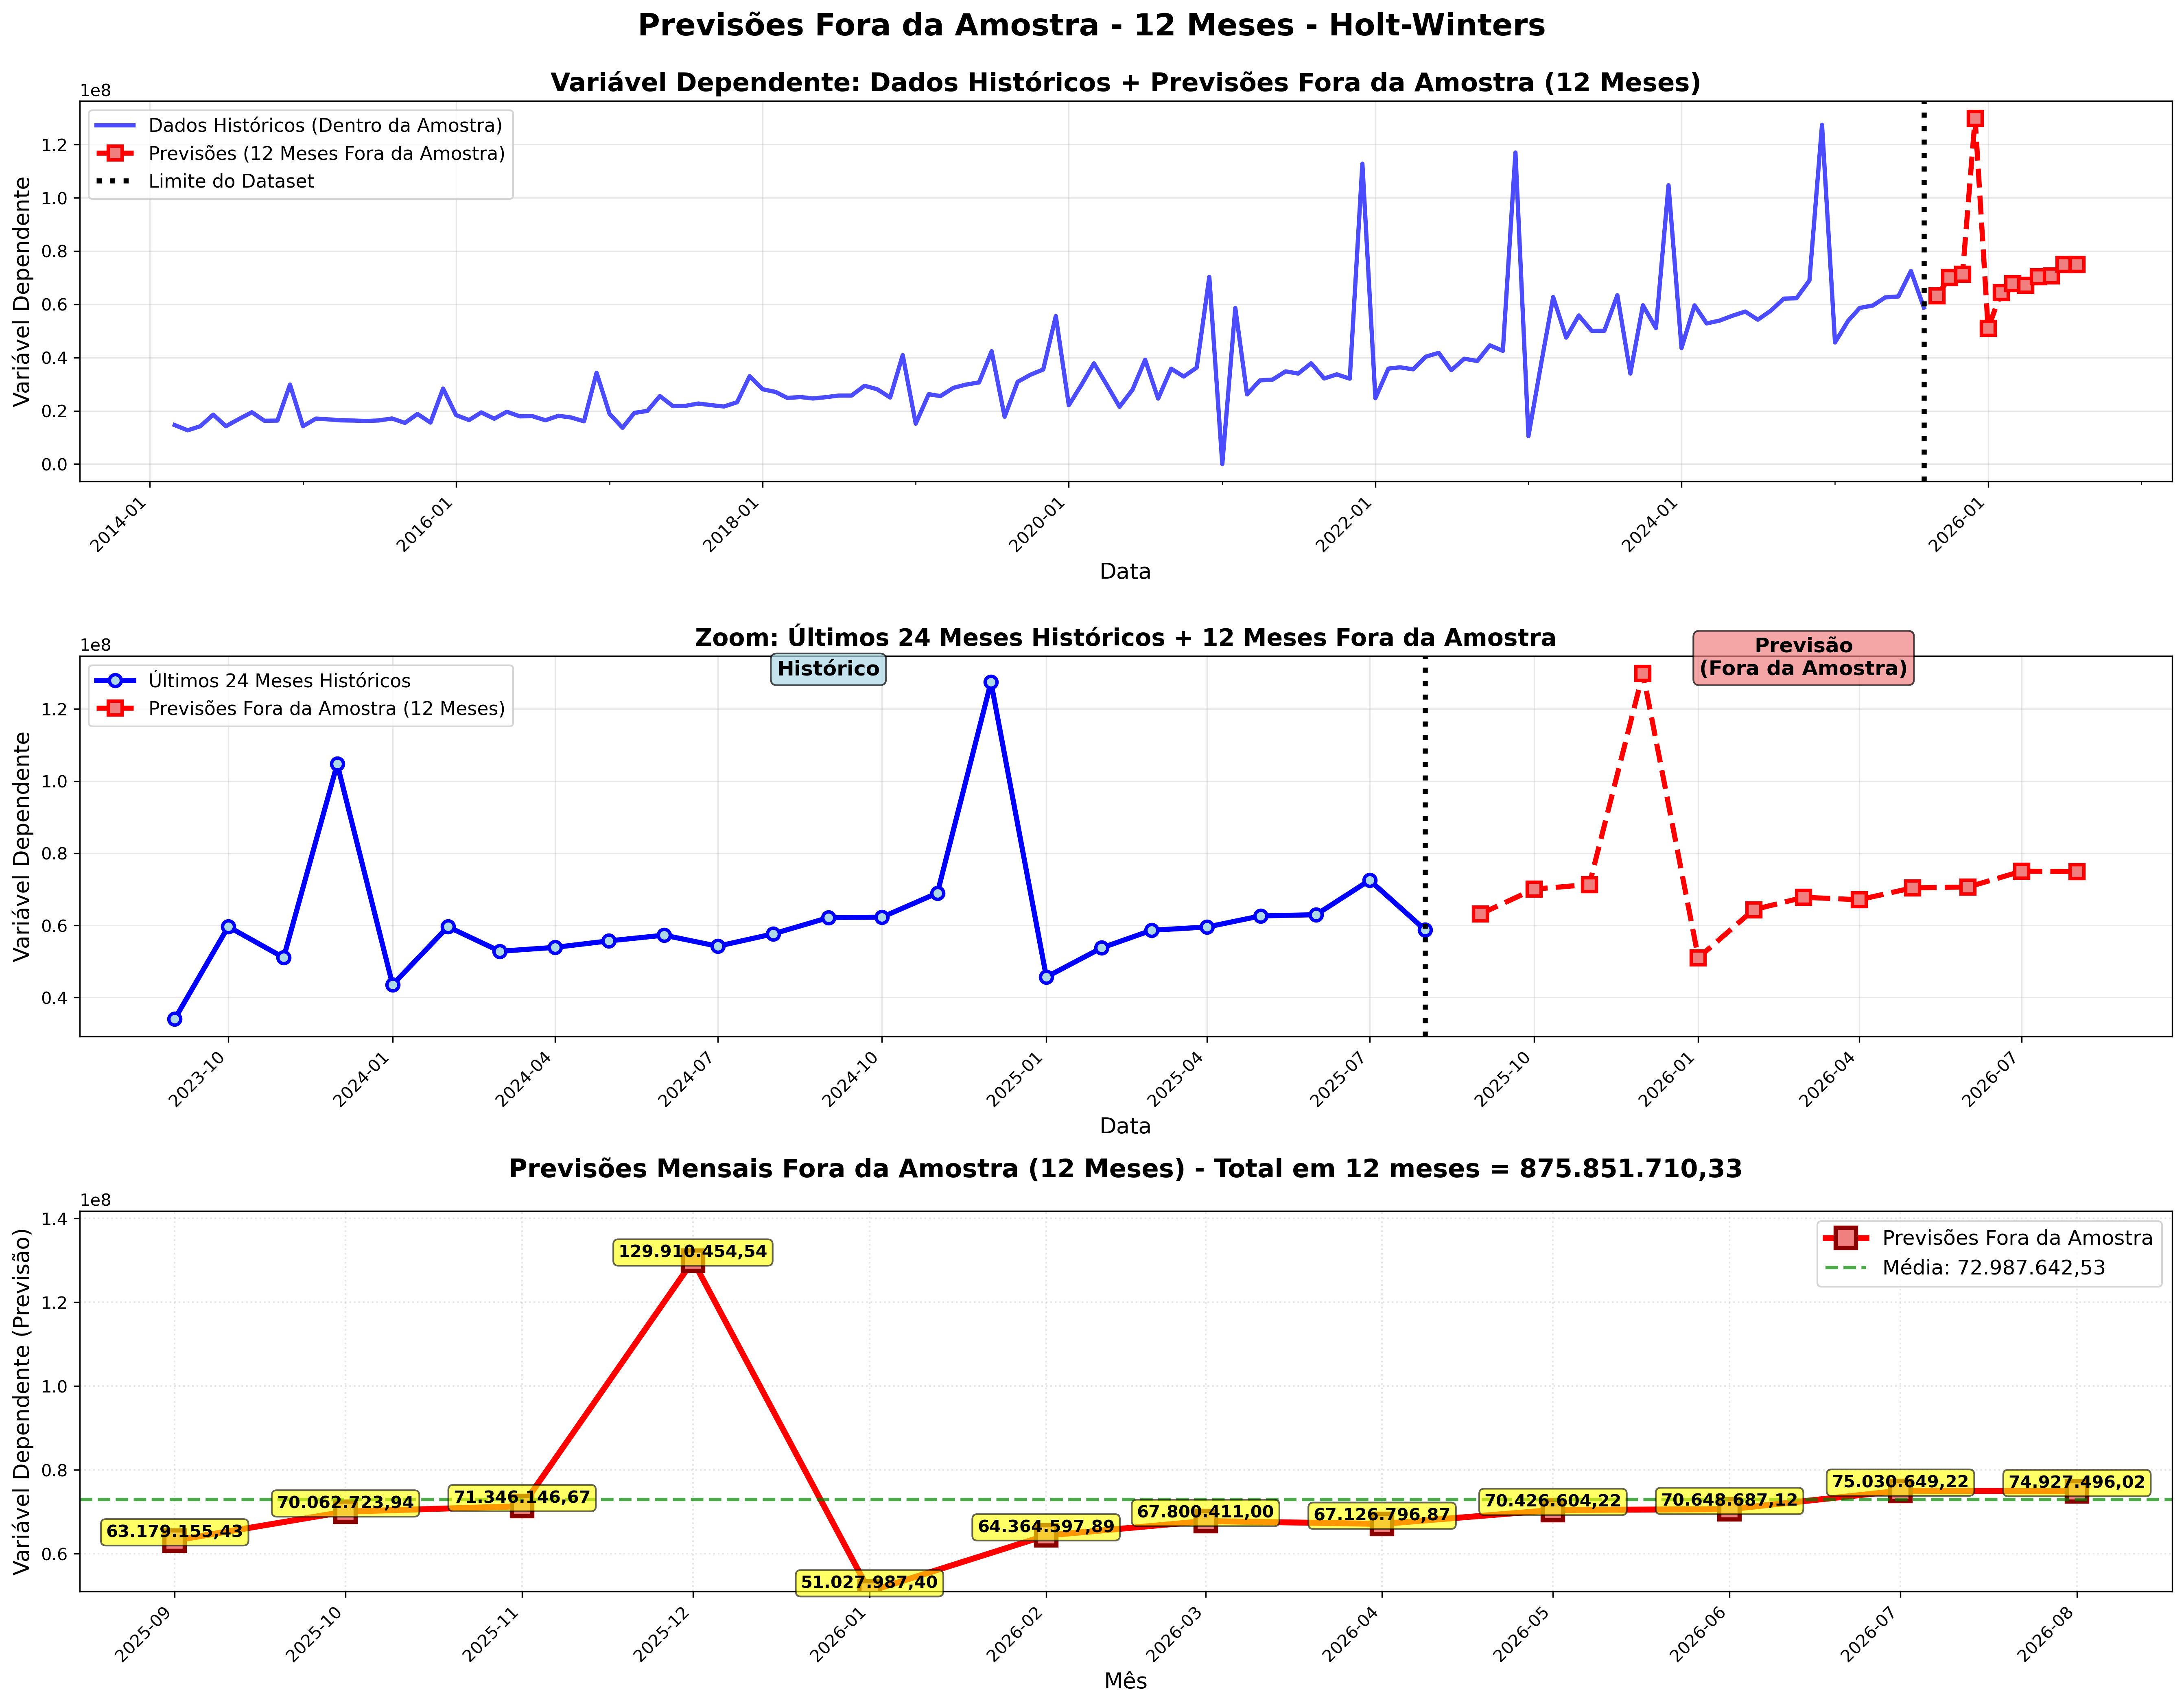 Previsões Fora da Amostra - 12 Meses - Holt-Winters
Variável Dependente: Dados Históricos + Previsões Fora da Amostra (12 Meses)
1e8
Dados Históricos (Dentro da Amostra)
Previsões (12 Meses Fora da Amostra)
Limite do Dataset
Variável Dependente
1.2
1.0
0.8
0.6
0.4
0.2
0.0
2014-01
2016-01
2018-01
2020-01
2022-01
2024-01
2026-01
Data
Zoom: Últimos 24 Meses Históricos + 12 Meses Fora da Amostra
1e8
Últimos 24 Meses Históricos
Previsões Fora da Amostra (12 Meses)
Histórico
Previsão
(Fora da Amostra)
Variável Dependente
1.2
1.0
0.8
0.6
0.4
2023-10
2024-01
2024-04
2024-07
2024-10
2025-01
2025-04
2025-07
2025-10
2026-01
2026-04
2026-07
Data
Previsões Mensais Fora da Amostra (12 Meses) - Total em 12 meses = 875.851.710,33
1e8
Previsões Fora da Amostra
Média: 72.987.642,53
Variável Dependente (Previsão)
1.4
1.2
1.0
0.8
0.6
63.179.155,43
70.062.723,94
71.346.146,67
129.910.454,54
51.027.987,40
64.364.597,89
67.800.411,00
67.126.796,87
70.426.604,22
70.648.687,12
75.030.649,22
74.927.496,02
2025-09
2025-10
2025-11
2025-12
2026-01
2026-02
2026-03
2026-04
2026-05
2026-06
2026-07
2026-08
Mês